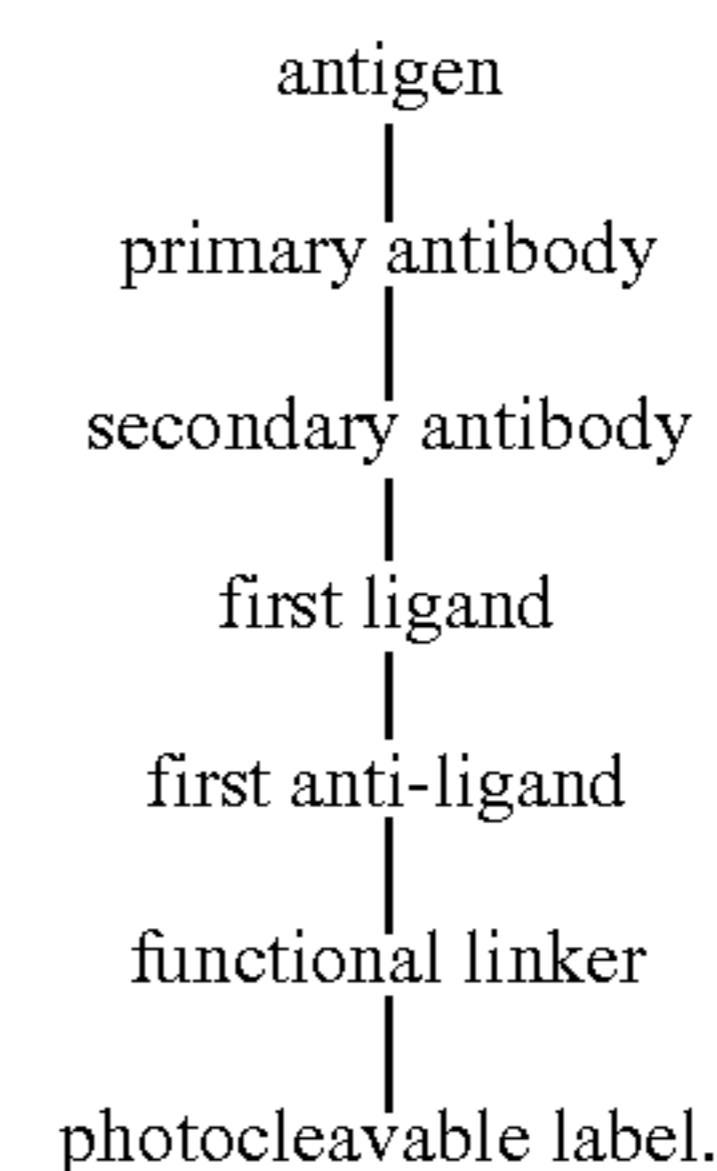 antigen
primary antibody
secondary antibody
first ligand
first anti-ligand
functional linker
photocleavable label.